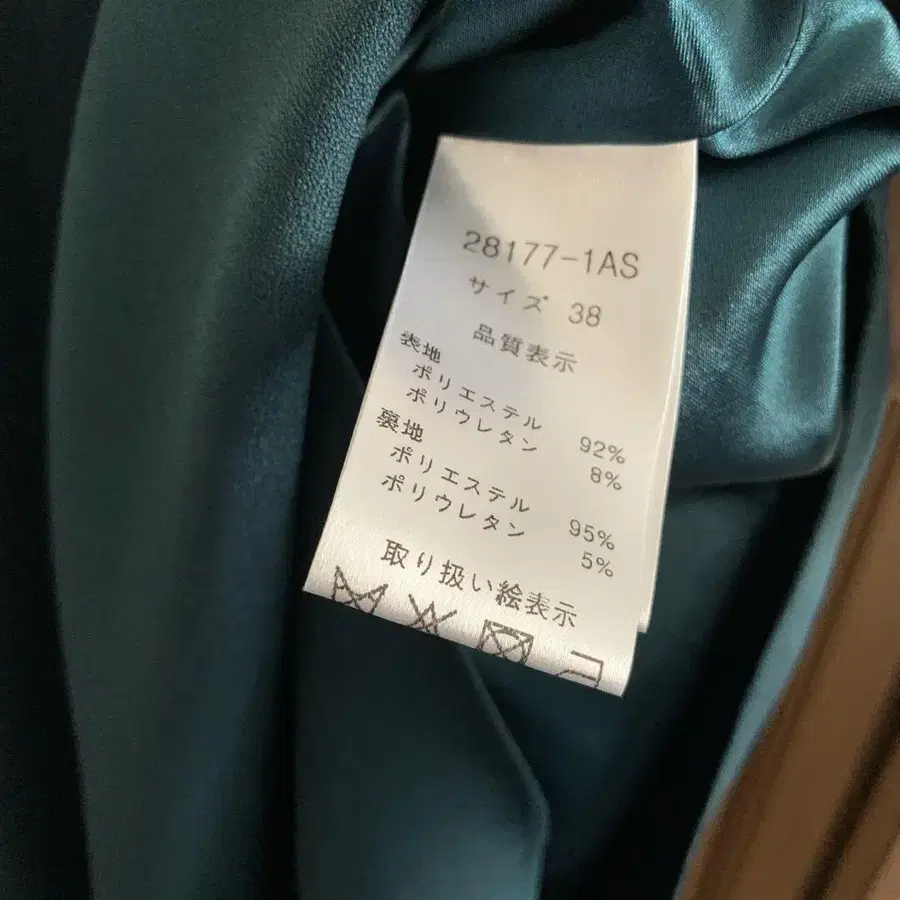 28177-1AS
サイズ 38
品質表示
表地
ポリエステル 92%
ポリウレタン 8%
裏地
ポリエステル 95%
ポリウレタン 5%
取り扱い絵表示